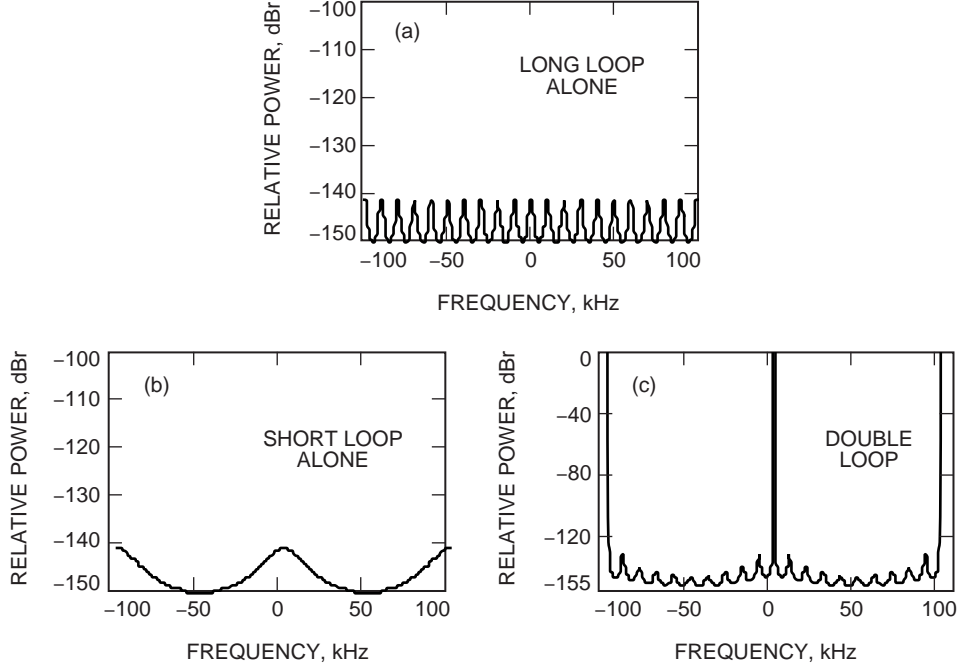 RELATIVE POWER, dBr
−100
−110
−120
−130
−140
−150
(a)
LONG LOOP
ALONE
−100
−50
0
50
100
FREQUENCY, kHz
RELATIVE POWER, dBr
−100
−110
−120
−130
−140
−150
(b)
SHORT LOOP
ALONE
−100
−50
0
50
100
FREQUENCY, kHz
RELATIVE POWER, dBr
0
−40
−80
−120
−155
(c)
DOUBLE
LOOP
−100
−50
0
50
100
FREQUENCY, kHz